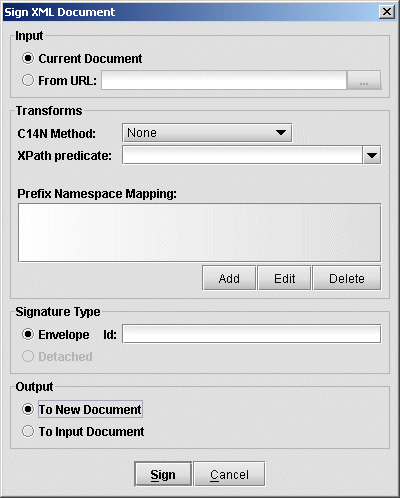 Sign XML Document
Input
Current Document
From URL: ...
Transforms
C14N Method: None
XPath predicate:
Prefix Namespace Mapping:
Add Edit Delete
Signature Type
Envelope Id:
Detached
Output
To New Document
To Input Document
Sign Cancel